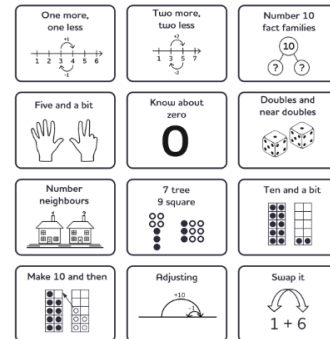 One more,
one less
+1
1 2 3 4 5 6
-1
Two more,
two less
+2
1 3 5 7
-2
Number 10
fact families
10
? ?
Five and a bit
Know about
zero
0
Doubles and
near doubles
Number
neighbours
7 tree
9 square
Ten and a bit
Make 10 and then
Adjusting
+10
-1
Swap it
1 + 6